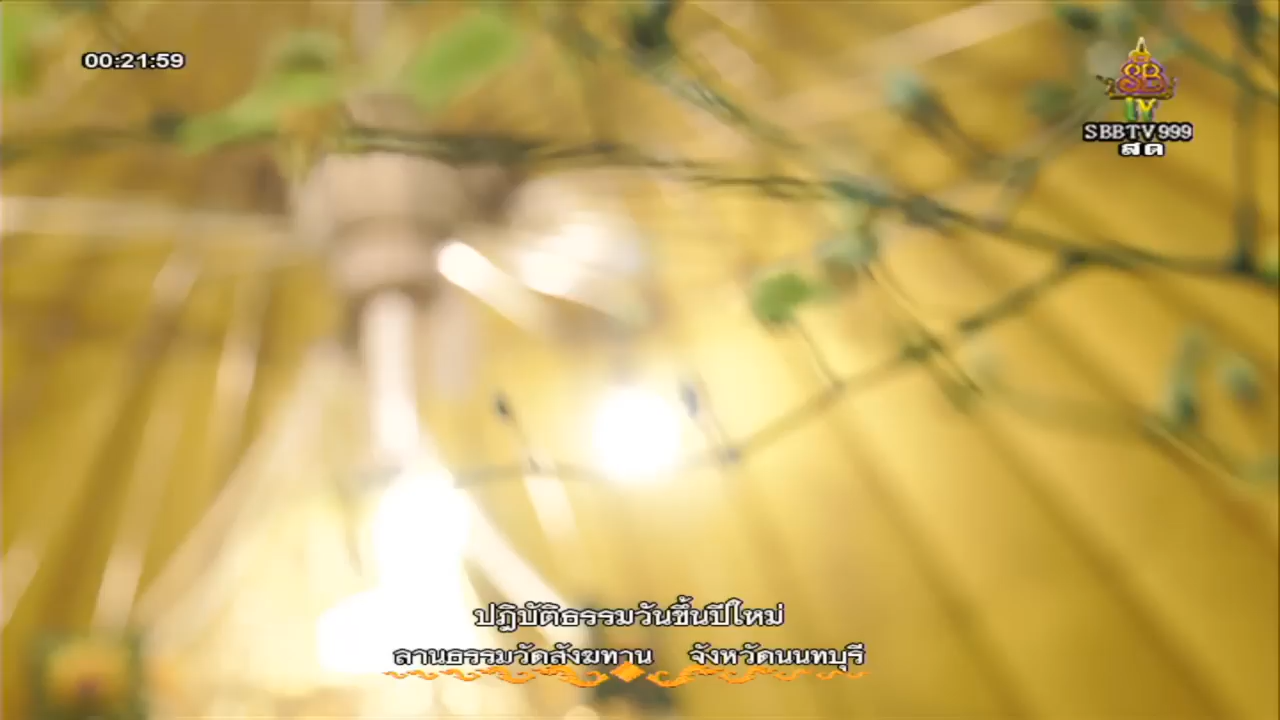 00:21:59
SB
TV
SBBTV999
สด
ปฏิบัติธรรมวันขึ้นปีใหม่
ลานธรรมวัดสังฆทาน จังหวัดนนทบุรี